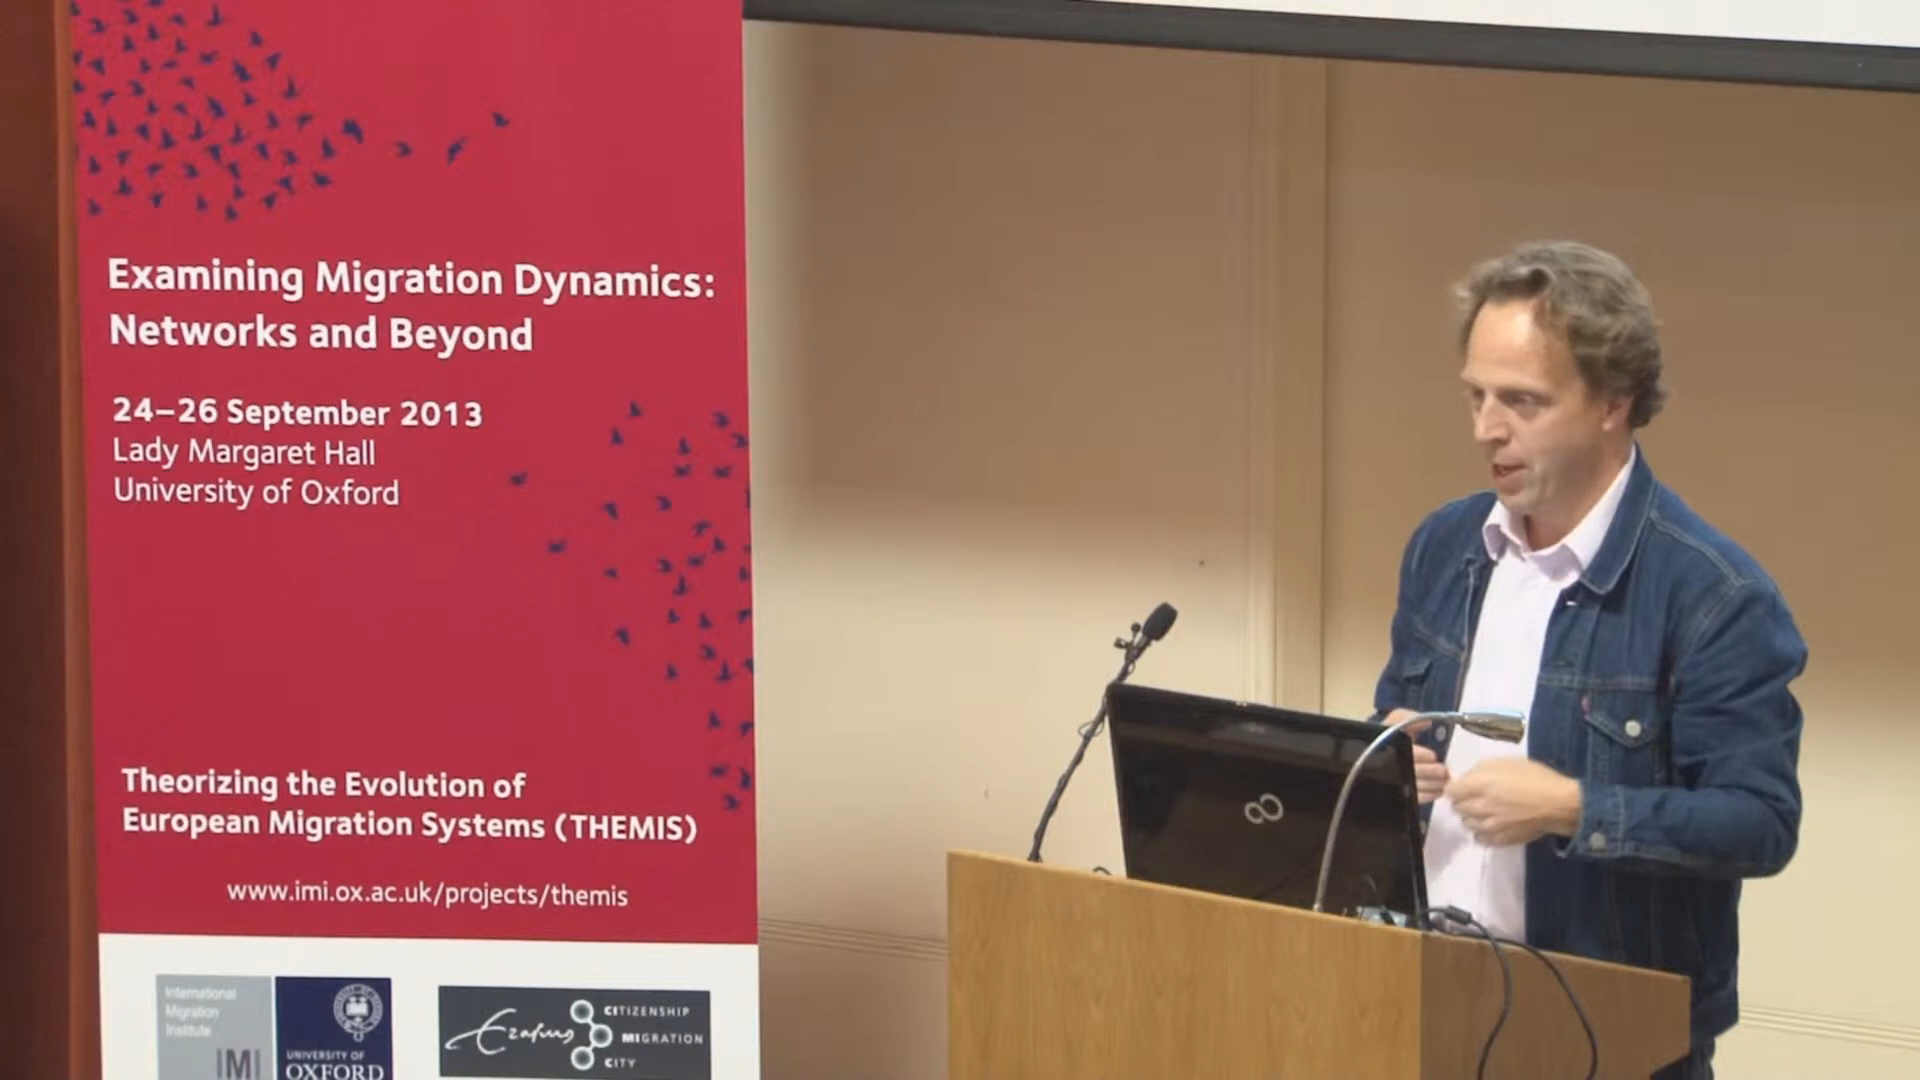 Examining Migration Dynamics:
Networks and Beyond
24–26 September 2013
Lady Margaret Hall
University of Oxford
Theorizing the Evolution of
European Migration Systems (THEMIS)
www.imi.ox.ac.uk/projects/themis
International
Migration
Institute
IMI
UNIVERSITY OF
OXFORD
Erasmus
CITIZENSHIP
MIGRATION
CITY